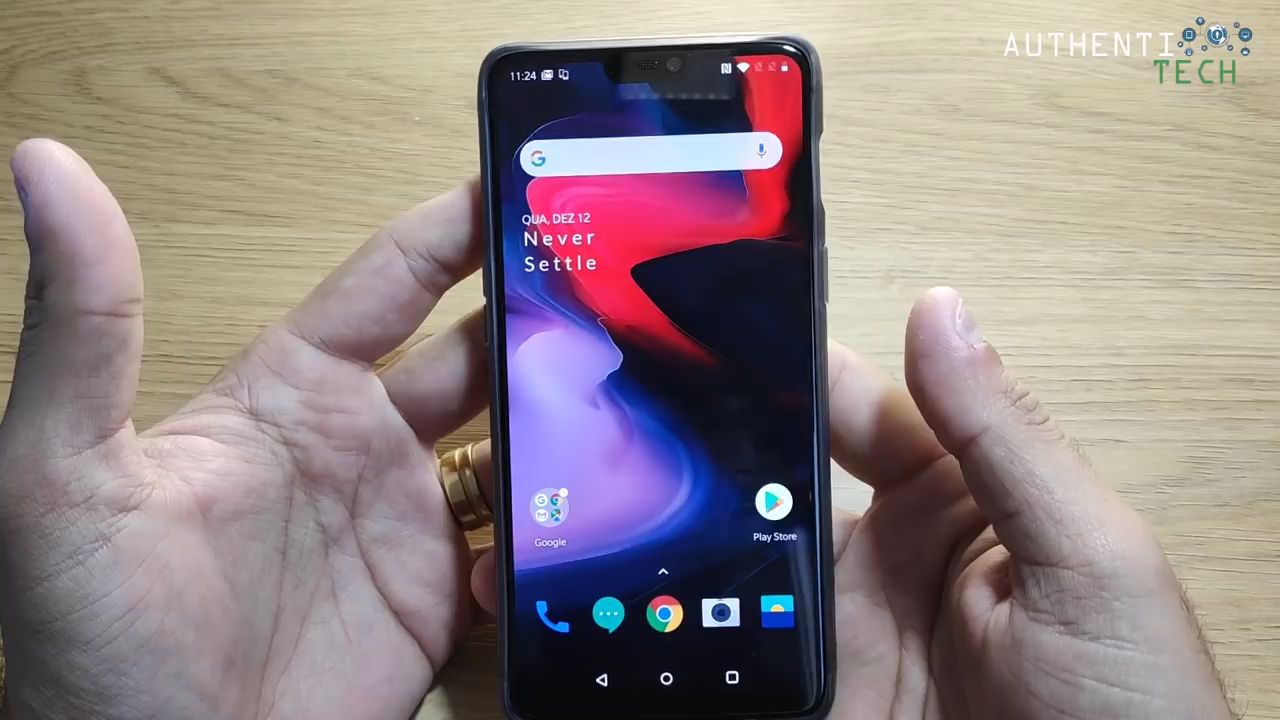 AUTHENTI
TECH
11:24
QUA, DEZ 12
Never
Settle
Google
Play Store